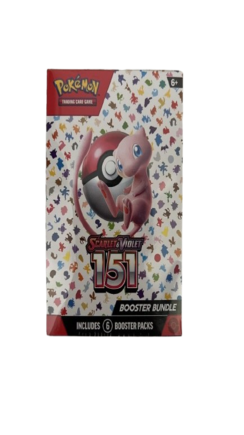 POKéMON
TRADING CARD GAME
6+
SCARLET & VIOLET
151
BOOSTER BUNDLE
INCLUDES 6 BOOSTER PACKS